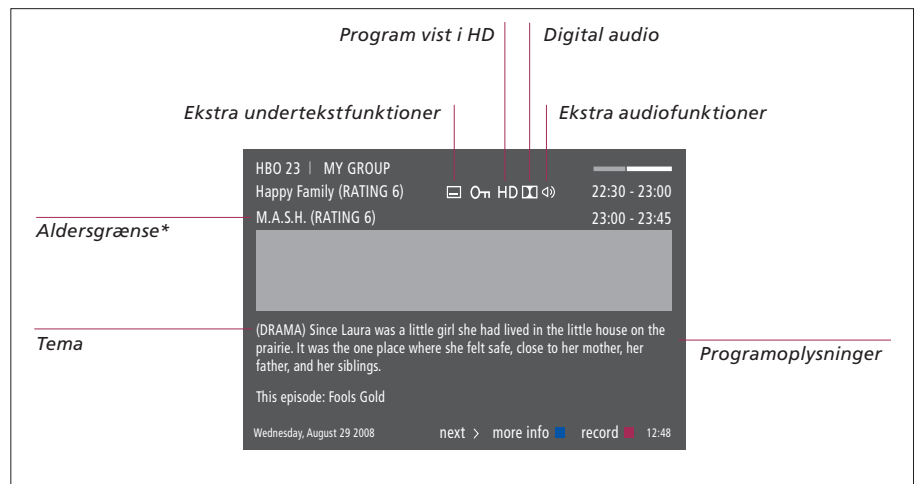 Program vist i HD
Digital audio
Ekstra undertekstfunktioner
Ekstra audiofunktioner
HBO 23 | MY GROUP
Happy Family (RATING 6) HD 22:30 - 23:00
M.A.S.H. (RATING 6) 23:00 - 23:45
Aldersgrænse*
Tema
(DRAMA) Since Laura was a little girl she had lived in the little house on the
prairie. It was the one place where she felt safe, close to her mother, her
father, and her siblings.
Programoplysninger
This episode: Fools Gold
Wednesday, August 29 2008 next > more info record 12:48